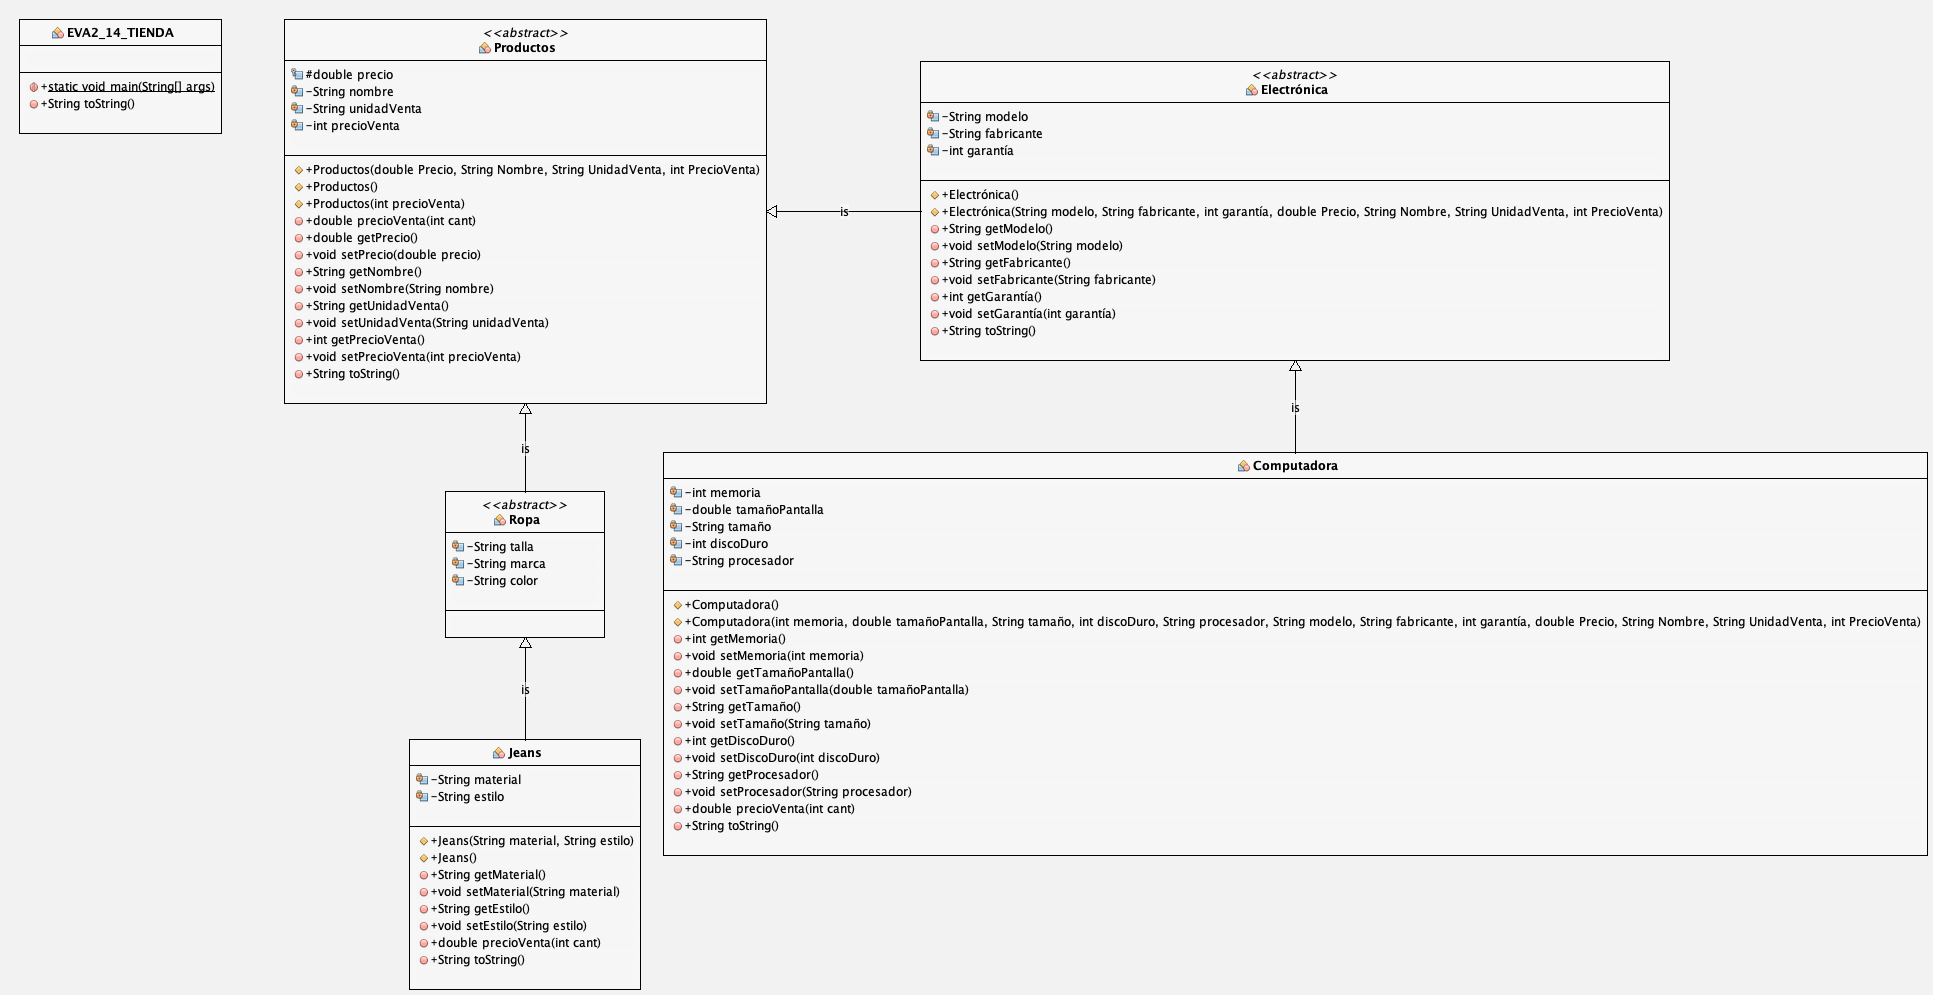 EVA2_14_TIENDA
+static void main(String[] args)
+String toString()
<<abstract>>
Productos
#double precio
-String nombre
-String unidadVenta
-int precioVenta
+Productos(double Precio, String Nombre, String UnidadVenta, int PrecioVenta)
+Productos()
+Productos(int precioVenta)
+double precioVenta(int cant)
+double getPrecio()
+void setPrecio(double precio)
+String getNombre()
+void setNombre(String nombre)
+String getUnidadVenta()
+void setUnidadVenta(String unidadVenta)
+int getPrecioVenta()
+void setPrecioVenta(int precioVenta)
+String toString()
is
<<abstract>>
Electrónica
-String modelo
-String fabricante
-int garantía
+Electrónica()
+Electrónica(String modelo, String fabricante, int garantía, double Precio, String Nombre, String UnidadVenta, int PrecioVenta)
+String getModelo()
+void setModelo(String modelo)
+String getFabricante()
+void setFabricante(String fabricante)
+int getGarantía()
+void setGarantía(int garantía)
+String toString()
is
is
<<abstract>>
Ropa
-String talla
-String marca
-String color
is
Jeans
-String material
-String estilo
+Jeans(String material, String estilo)
+Jeans()
+String getMaterial()
+void setMaterial(String material)
+String getEstilo()
+void setEstilo(String estilo)
+double precioVenta(int cant)
+String toString()
Computadora
-int memoria
-double tamañoPantalla
-String tamaño
-int discoDuro
-String procesador
+Computadora()
+Computadora(int memoria, double tamañoPantalla, String tamaño, int discoDuro, String procesador, String modelo, String fabricante, int garantía, double Precio, String Nombre, String UnidadVenta, int PrecioVenta)
+int getMemoria()
+void setMemoria(int memoria)
+double getTamañoPantalla()
+void setTamañoPantalla(double tamañoPantalla)
+String getTamaño()
+void setTamaño(String tamaño)
+int getDiscoDuro()
+void setDiscoDuro(int discoDuro)
+String getProcesador()
+void setProcesador(String procesador)
+double precioVenta(int cant)
+String toString()